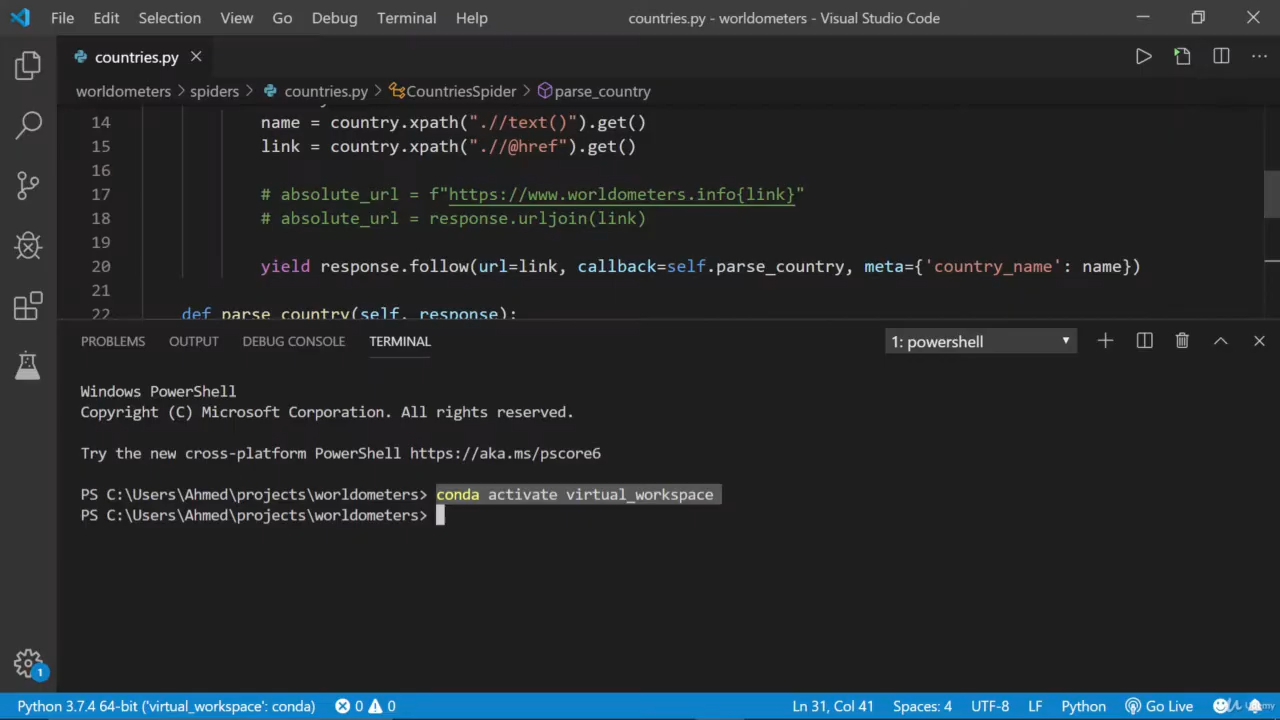 File Edit Selection View Go Debug Terminal Help countries.py - worldometers - Visual Studio Code
countries.py
worldometers > spiders > countries.py > CountriesSpider > parse_country
14 name = country.xpath(".//text()").get()
15 link = country.xpath(".//@href").get()
16
17 # absolute_url = f"https://www.worldometers.info{link}"
18 # absolute_url = response.urljoin(link)
19
20 yield response.follow(url=link, callback=self.parse_country, meta={'country_name': name})
21
22 def parse_country(self, response):
PROBLEMS OUTPUT DEBUG CONSOLE TERMINAL 1: powershell
Windows PowerShell
Copyright (C) Microsoft Corporation. All rights reserved.
Try the new cross-platform PowerShell https://aka.ms/pscore6
PS C:\Users\Ahmed\projects\worldometers> conda activate virtual_workspace
PS C:\Users\Ahmed\projects\worldometers>
1
Python 3.7.4 64-bit ('virtual_workspace': conda) 0 0 Ln 31, Col 41 Spaces: 4 UTF-8 LF Python Go Live